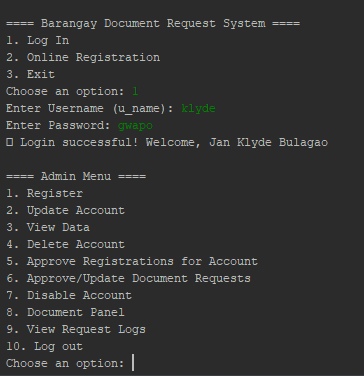 ==== Barangay Document Request System ====
1. Log In
2. Online Registration
3. Exit
Choose an option: 1
Enter Username (u_name): klyde
Enter Password: gwapo
▯ Login successful! Welcome, Jan Klyde Bulagao
==== Admin Menu ====
1. Register
2. Update Account
3. View Data
4. Delete Account
5. Approve Registrations for Account
6. Approve/Update Document Requests
7. Disable Account
8. Document Panel
9. View Request Logs
10. Log out
Choose an option: